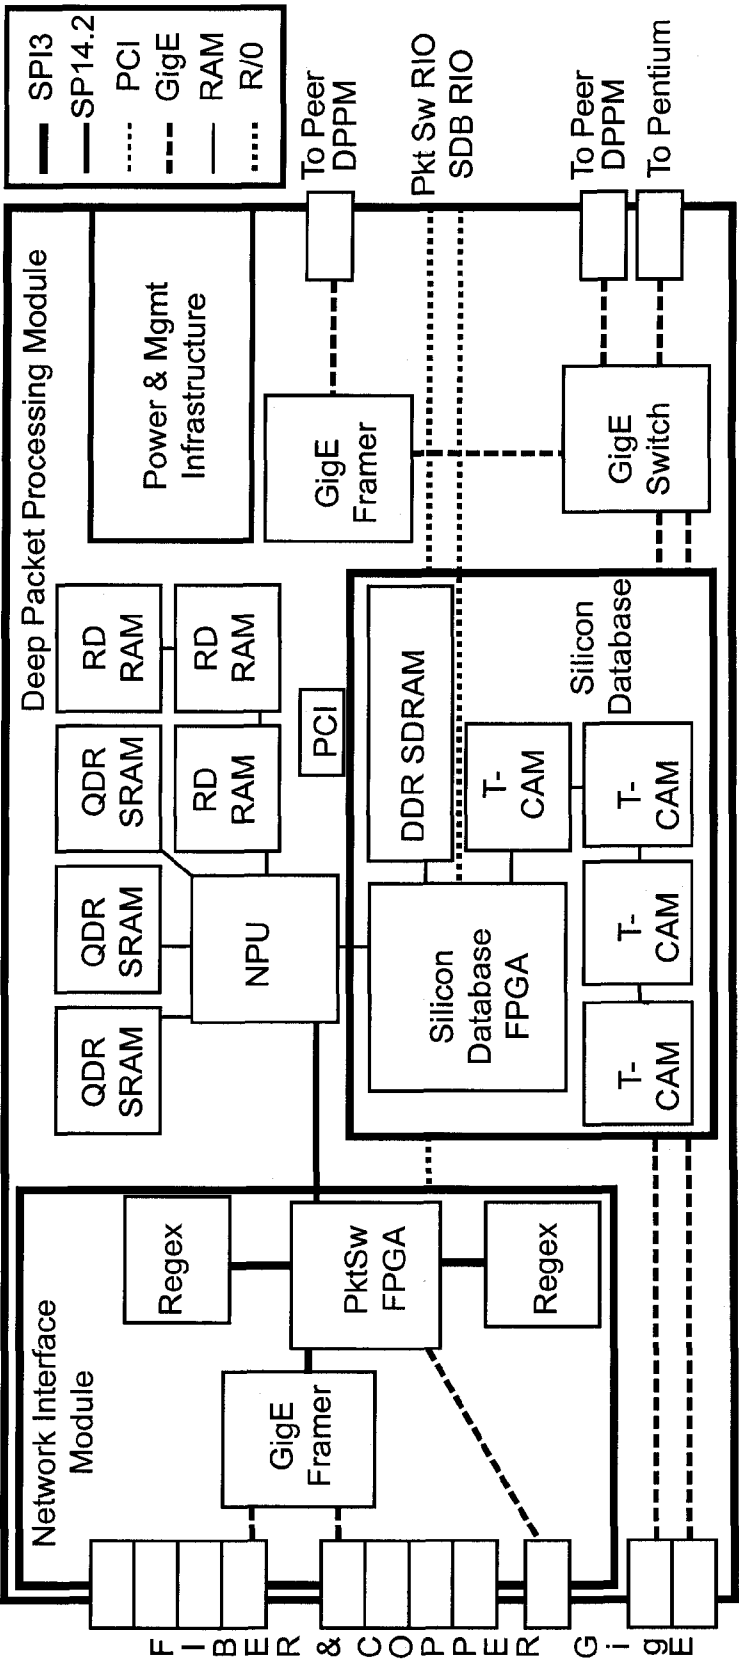 SPI3
SP14.2
PCI
GigE
RAM
R/0
Deep Packet Processing Module
Network Interface
Module
Regex
GigE
Framer
PktSw
FPGA
Regex
QDR
SRAM
QDR
SRAM
QDR
SRAM
RD
RAM
RD
RAM
RD
RAM
NPU
PCI
Silicon
Database
FPGA
DDR SDRAM
T-
CAM
T-
CAM
T-
CAM
T-
CAM
Silicon
Database
Power & Mgmt
Infrastructure
GigE
Framer
GigE
Switch
To Peer
DPPM
Pkt Sw RIO
SDB RIO
To Peer
DPPM
To Pentium
FIBER & COPPER GigE